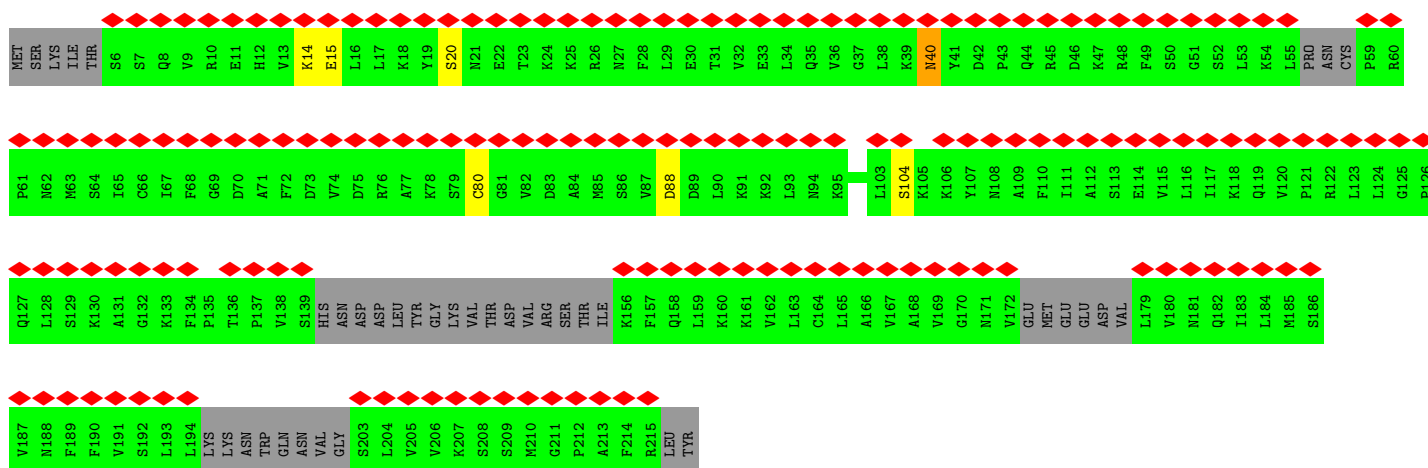 MET SER LYS ILE THR S6 S7 Q8 V9 R10 E11 H12 V13 K14 E15 L16 L17 K18 Y19 S20 N21 E22 T23 K24 K25 R26 N27 F28 L29 E30 T31 V32 E33 L34 Q35 V36 G37 L38 K39 N40 Y41 D42 P43 Q44 R45 D46 K47 R48 F49 S50 G51 S52 L53 K54 L55 PRO ASN CYS P59 R60
P61 N62 M63 S64 I65 C66 I67 F68 G69 D70 A71 F72 D73 V74 D75 R76 A77 K78 S79 C80 G81 V82 D83 A84 M85 S86 V87 D88 D89 L90 K91 K92 L93 N94 K95 L103 S104 K105 K106 Y107 N108 A109 F110 I111 A112 S113 E114 V115 L116 I117 K118 Q119 V120 P121 R122 L123 L124 G125 P126
Q127 L128 S129 K130 A131 G132 K133 F134 P135 T136 P137 V138 S139 HIS ASN ASP ASP LEU TYR GLY LYS VAL THR ASP VAL ARG SER THR ILE K156 F157 Q158 L159 K160 K161 V162 L163 C164 L165 A166 V167 A168 V169 G170 N171 V172 GLU MET GLU GLU ASP VAL L179 V180 N181 Q182 I183 L184 M185 S186
V187 N188 F189 F190 V191 S192 L193 L194 LYS LYS ASN TRP GLN ASN VAL GLY S203 L204 V205 V206 K207 S208 S209 M210 G211 P212 A213 F214 R215 LEU TYR